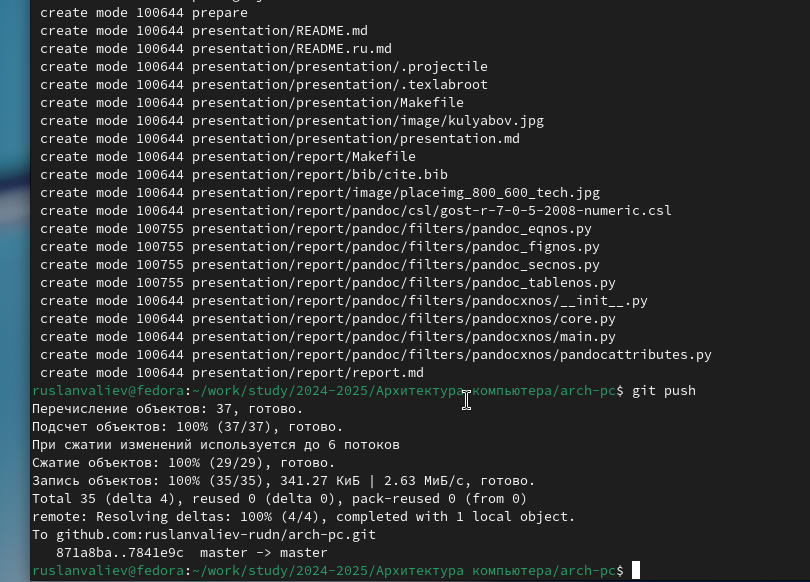 create mode 100644 prepare
create mode 100644 presentation/README.md
create mode 100644 presentation/README.ru.md
create mode 100644 presentation/presentation/.projectile
create mode 100644 presentation/presentation/.texlabroot
create mode 100644 presentation/presentation/Makefile
create mode 100644 presentation/presentation/image/kulyabov.jpg
create mode 100644 presentation/presentation/presentation.md
create mode 100644 presentation/report/Makefile
create mode 100644 presentation/report/bib/cite.bib
create mode 100644 presentation/report/image/placeimg_800_600_tech.jpg
create mode 100644 presentation/report/pandoc/csl/gost-r-7-0-5-2008-numeric.csl
create mode 100755 presentation/report/pandoc/filters/pandoc_eqnos.py
create mode 100755 presentation/report/pandoc/filters/pandoc_fignos.py
create mode 100755 presentation/report/pandoc/filters/pandoc_secnos.py
create mode 100755 presentation/report/pandoc/filters/pandoc_tablenos.py
create mode 100644 presentation/report/pandoc/filters/pandocxnos/__init__.py
create mode 100644 presentation/report/pandoc/filters/pandocxnos/core.py
create mode 100644 presentation/report/pandoc/filters/pandocxnos/main.py
create mode 100644 presentation/report/pandoc/filters/pandocxnos/pandocattributes.py
create mode 100644 presentation/report/report.md
ruslanvaliev@fedora:~/work/study/2024-2025/Архитектура компьютера/arch-pc$ git push
Перечисление объектов: 37, готово.
Подсчет объектов: 100% (37/37), готово.
При сжатии изменений используется до 6 потоков
Сжатие объектов: 100% (29/29), готово.
Запись объектов: 100% (35/35), 341.27 КиБ | 2.63 МиБ/с, готово.
Total 35 (delta 4), reused 0 (delta 0), pack-reused 0 (from 0)
remote: Resolving deltas: 100% (4/4), completed with 1 local object.
To github.com:ruslanvaliev-rudn/arch-pc.git
871a8ba..7841e9c  master -> master
ruslanvaliev@fedora:~/work/study/2024-2025/Архитектура компьютера/arch-pc$